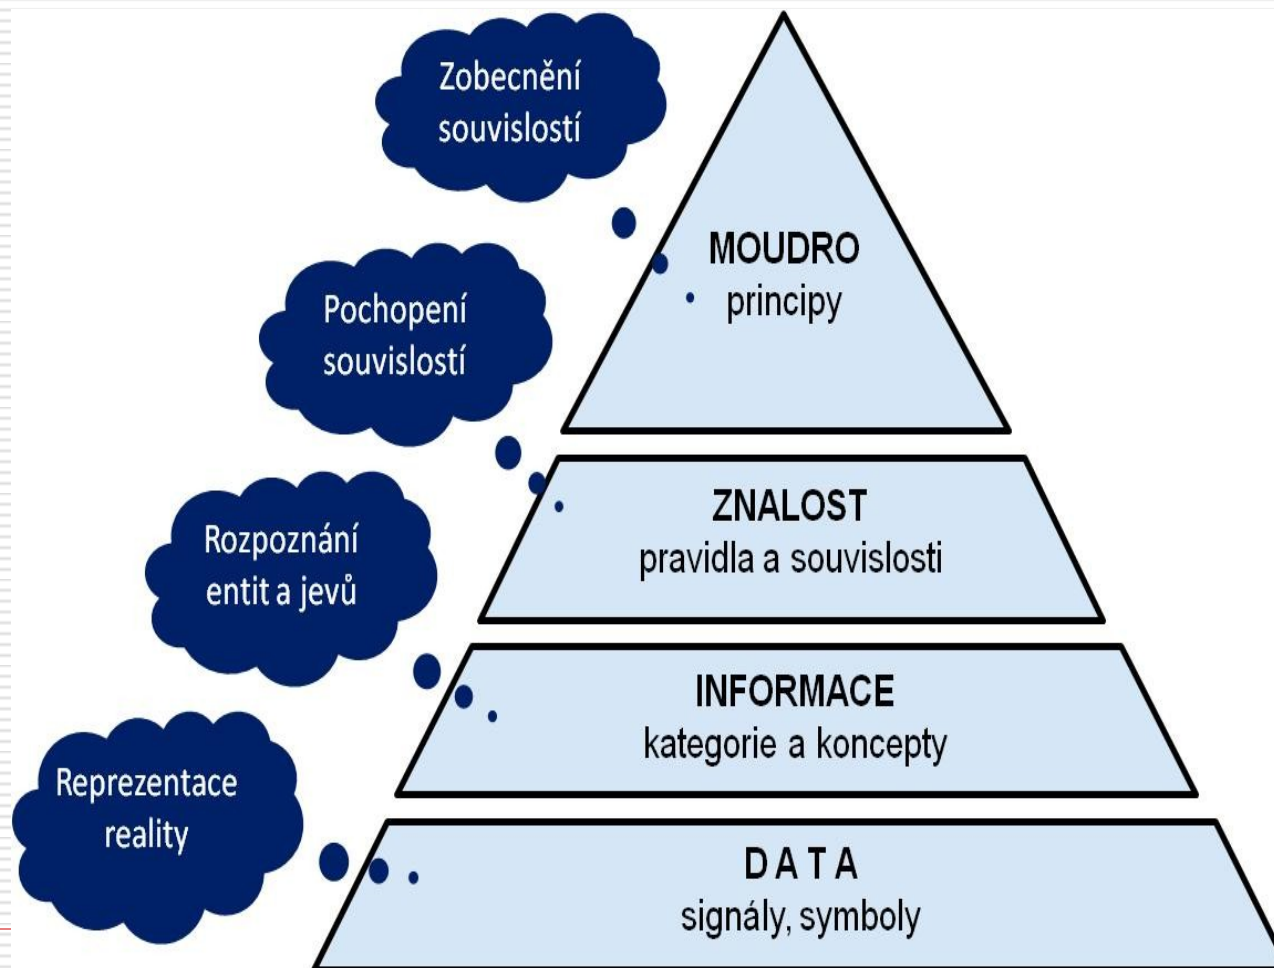 Zobecnění
souvislostí
MOUDRO
principy
Pochopení
souvislostí
ZNALOST
pravidla a souvislosti
Rozpoznání
entit a jevů
INFORMACE
kategorie a koncepty
Reprezentace
reality
DATA
signály, symboly